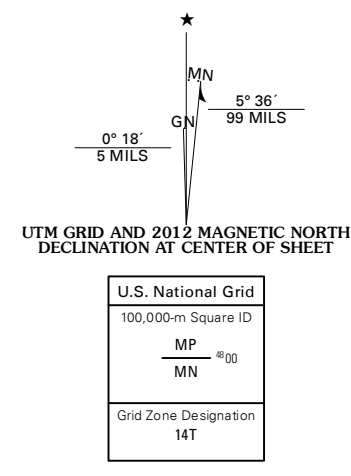 ★
MN
GN
5° 36´
99 MILS
0° 18´
5 MILS
UTM GRID AND 2012 MAGNETIC NORTH
DECLINATION AT CENTER OF SHEET
U.S. National Grid
100,000-m Square ID
MP
4800
MN
Grid Zone Designation
14T